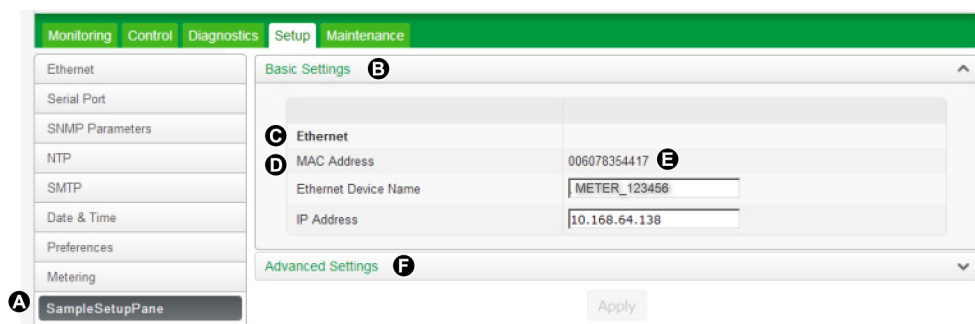 Monitoring Control Diagnostics Setup Maintenance
Ethernet
Serial Port
SNMP Parameters
NTP
SMTP
Date & Time
Preferences
Metering
A SampleSetupPane
Basic Settings B
C Ethernet
D MAC Address 006078354417 E
Ethernet Device Name METER_123456
IP Address 10.168.64.138
Advanced Settings F
Apply